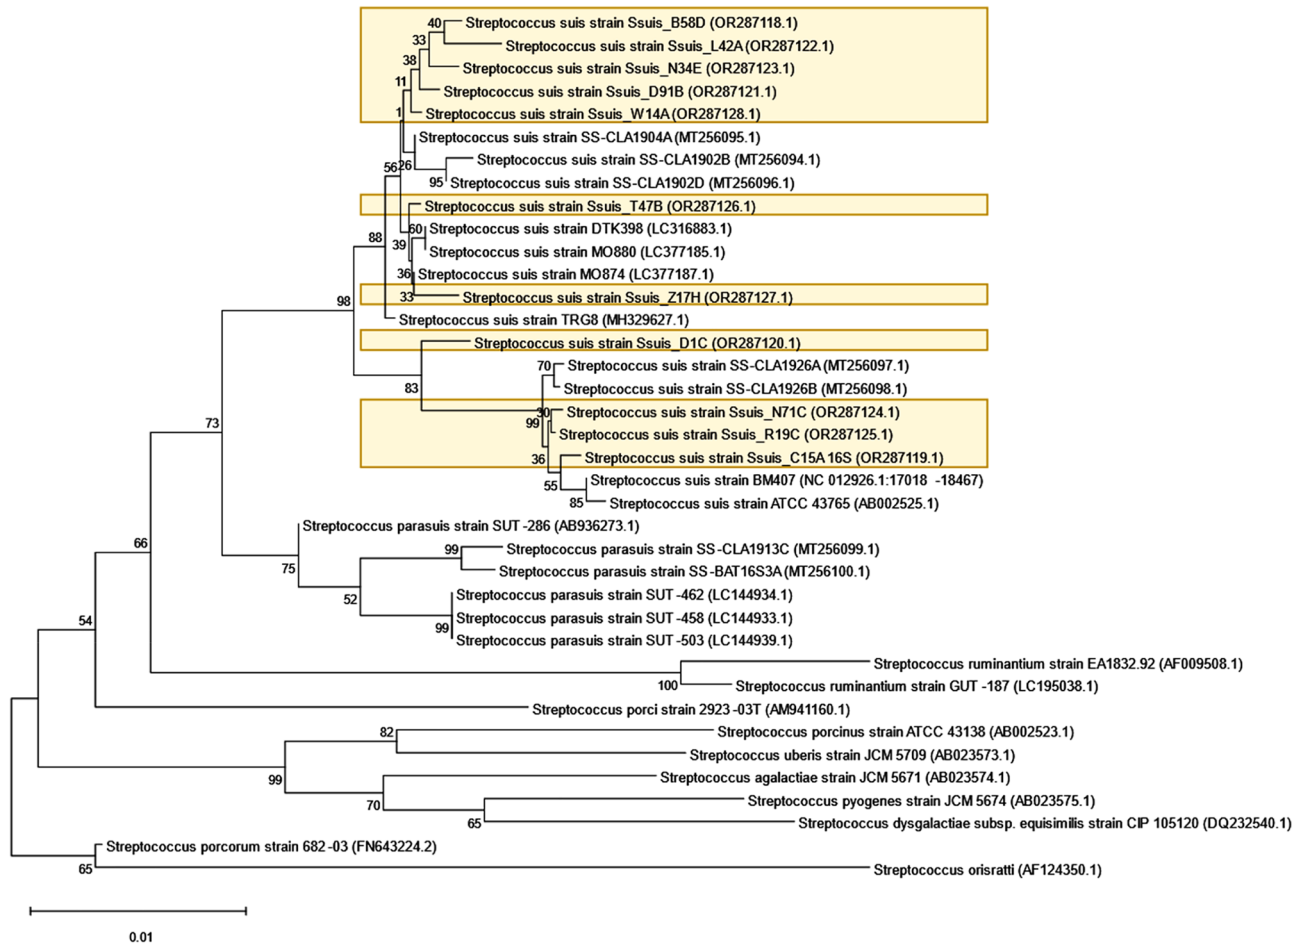 40
Streptococcus suis strain Ssuis_B58D (OR287118.1)
33
Streptococcus suis strain Ssuis_L42A (OR287122.1)
38
Streptococcus suis strain Ssuis_N34E (OR287123.1)
11
Streptococcus suis strain Ssuis_D91B (OR287121.1)
1
Streptococcus suis strain Ssuis_W14A (OR287128.1)
Streptococcus suis strain SS-CLA1904A (MT256095.1)
56
26
Streptococcus suis strain SS-CLA1902B (MT256094.1)
95
Streptococcus suis strain SS-CLA1902D (MT256096.1)
Streptococcus suis strain Ssuis_T47B (OR287126.1)
88
39
60
Streptococcus suis strain DTK398 (LC316883.1)
Streptococcus suis strain MO880 (LC377185.1)
36
Streptococcus suis strain MO874 (LC377187.1)
98
33
Streptococcus suis strain Ssuis_Z17H (OR287127.1)
Streptococcus suis strain TRG8 (MH329627.1)
Streptococcus suis strain Ssuis_D1C (OR287120.1)
83
70
Streptococcus suis strain SS-CLA1926A (MT256097.1)
Streptococcus suis strain SS-CLA1926B (MT256098.1)
73
99
30
Streptococcus suis strain Ssuis_N71C (OR287124.1)
Streptococcus suis strain Ssuis_R19C (OR287125.1)
36
Streptococcus suis strain Ssuis_C15A 16S (OR287119.1)
55
Streptococcus suis strain BM407 (NC 012926.1:17018 -18467)
85
Streptococcus suis strain ATCC 43765 (AB002525.1)
Streptococcus parasuis strain SUT -286 (AB936273.1)
66
75
99
Streptococcus parasuis strain SS-CLA1913C (MT256099.1)
Streptococcus parasuis strain SS-BAT16S3A (MT256100.1)
52
Streptococcus parasuis strain SUT -462 (LC144934.1)
54
99
Streptococcus parasuis strain SUT -458 (LC144933.1)
Streptococcus parasuis strain SUT -503 (LC144939.1)
Streptococcus ruminantium strain EA1832.92 (AF009508.1)
100
Streptococcus ruminantium strain GUT -187 (LC195038.1)
Streptococcus porci strain 2923 -03T (AM941160.1)
82
Streptococcus porcinus strain ATCC 43138 (AB002523.1)
Streptococcus uberis strain JCM 5709 (AB023573.1)
99
Streptococcus agalactiae strain JCM 5671 (AB023574.1)
70
Streptococcus pyogenes strain JCM 5674 (AB023575.1)
65
Streptococcus dysgalactiae subsp. equisimilis strain CIP 105120 (DQ232540.1)
Streptococcus porcorum strain 682 -03 (FN643224.2)
65
Streptococcus orisratti (AF124350.1)
0.01